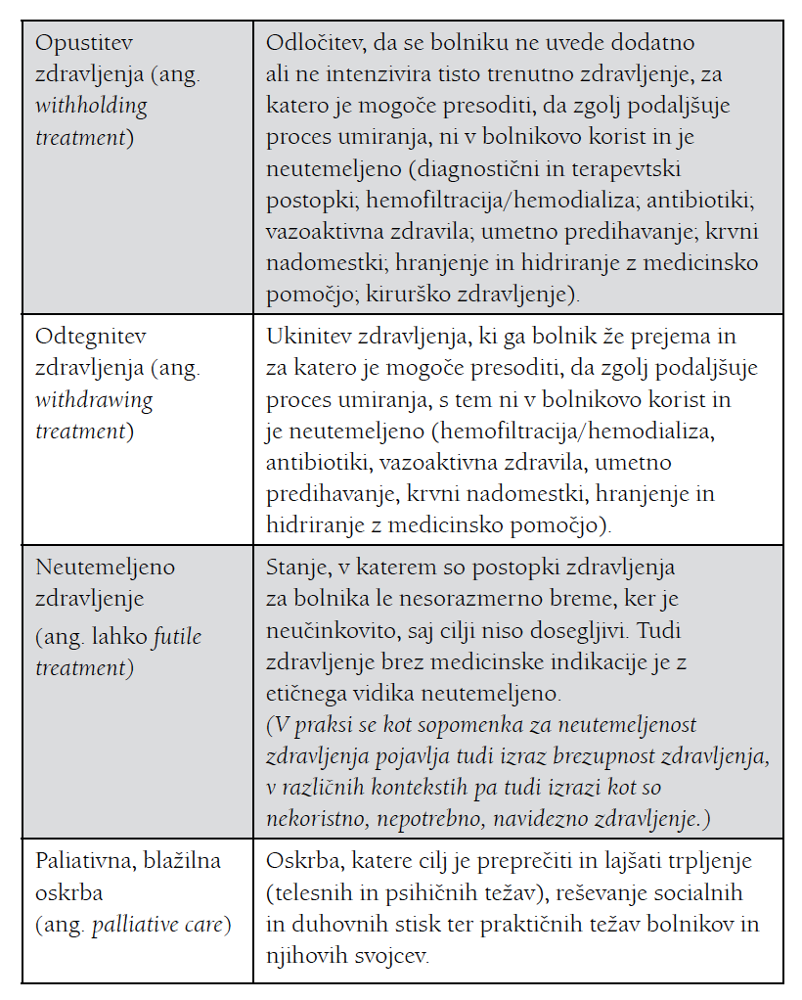 Opustitev
zdravljenja (ang.
withholding
treatment)
Odločitev, da se bolniku ne uvede dodatno
ali ne intenzivira tisto trenutno zdravljenje, za
katero je mogoče presoditi, da zgolj podaljšuje
proces umiranja, ni v bolnikovo korist in je
neutemeljeno (diagnostični in terapevtski
postopki; hemofiltracija/hemodializa; antibiotiki;
vazoaktivna zdravila; umetno predihavanje; krvni
nadomestki; hranjenje in hidriranje z medicinsko
pomočjo; kirurško zdravljenje).
Odtegnitev
zdravljenja (ang.
withdrawing
treatment)
Ukinitev zdravljenja, ki ga bolnik že prejema in
za katero je mogoče presoditi, da zgolj podaljšuje
proces umiranja, s tem ni v bolnikovo korist in
je neutemeljeno (hemofiltracija/hemodializa,
antibiotiki, vazoaktivna zdravila, umetno
predihavanje, krvni nadomestki, hranjenje in
hidriranje z medicinsko pomočjo).
Neutemeljeno
zdravljenje
(ang. lahko futile
treatment)
Stanje, v katerem so postopki zdravljenja
za bolnika le nesorazmerno breme, ker je
neučinkovito, saj cilji niso dosegljivi. Tudi
zdravljenje brez medicinske indikacije je z
etičnega vidika neutemeljeno.
(V praksi se kot sopomenka za neutemeljenost
zdravljenja pojavlja tudi izraz brezupnost zdravljenja,
v različnih kontekstih pa tudi izrazi kot so
nekoristno, nepotrebno, navidezno zdravljenje.)
Paliativna, blažilna
oskrba
(ang. palliative care)
Oskrba, katere cilj je preprečiti in lajšati trpljenje
(telesnih in psihičnih težav), reševanje socialnih
in duhovnih stisk ter praktičnih težav bolnikov in
njihovih svojcev.